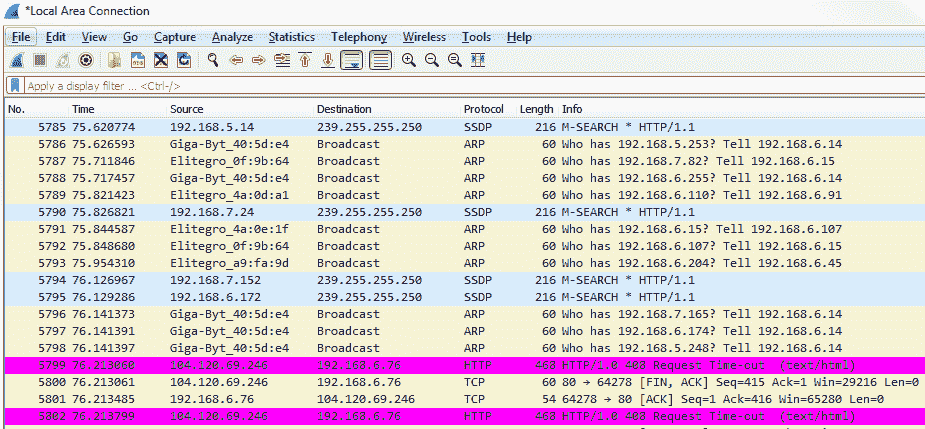 *Local Area Connection
File Edit View Go Capture Analyze Statistics Telephony Wireless Tools Help
Apply a display filter ... <Ctrl-/>
No. Time Source Destination Protocol Length Info
5785 75.620774 192.168.5.14 239.255.255.250 SSDP 216 M-SEARCH * HTTP/1.1
5786 75.626593 Giga-Byt_40:5d:e4 Broadcast ARP 60 Who has 192.168.5.253? Tell 192.168.6.14
5787 75.711846 Elitegro_0f:9b:64 Broadcast ARP 60 Who has 192.168.7.82? Tell 192.168.6.15
5788 75.717457 Giga-Byt_40:5d:e4 Broadcast ARP 60 Who has 192.168.6.255? Tell 192.168.6.14
5789 75.821423 Elitegro_4a:0d:a1 Broadcast ARP 60 Who has 192.168.6.110? Tell 192.168.6.91
5790 75.826821 192.168.7.24 239.255.255.250 SSDP 216 M-SEARCH * HTTP/1.1
5791 75.844587 Elitegro_4a:0e:1f Broadcast ARP 60 Who has 192.168.6.15? Tell 192.168.6.107
5792 75.848680 Elitegro_0f:9b:64 Broadcast ARP 60 Who has 192.168.6.107? Tell 192.168.6.15
5793 75.954310 Elitegro_a9:fa:9d Broadcast ARP 60 Who has 192.168.6.204? Tell 192.168.6.45
5794 76.126967 192.168.7.152 239.255.255.250 SSDP 216 M-SEARCH * HTTP/1.1
5795 76.129286 192.168.6.172 239.255.255.250 SSDP 216 M-SEARCH * HTTP/1.1
5796 76.141373 Giga-Byt_40:5d:e4 Broadcast ARP 60 Who has 192.168.7.165? Tell 192.168.6.14
5797 76.141391 Giga-Byt_40:5d:e4 Broadcast ARP 60 Who has 192.168.6.174? Tell 192.168.6.14
5798 76.141397 Giga-Byt_40:5d:e4 Broadcast ARP 60 Who has 192.168.5.248? Tell 192.168.6.14
5799 76.213060 104.120.69.246 192.168.6.76 HTTP 468 HTTP/1.0 408 Request Time-out (text/html)
5800 76.213061 104.120.69.246 192.168.6.76 TCP 60 80 → 64278 [FIN, ACK] Seq=415 Ack=1 Win=29216 Len=0
5801 76.213485 192.168.6.76 104.120.69.246 TCP 54 64278 → 80 [ACK] Seq=1 Ack=416 Win=65280 Len=0
5802 76.213799 104.120.69.246 192.168.6.76 HTTP 468 HTTP/1.0 408 Request Time-out (text/html)